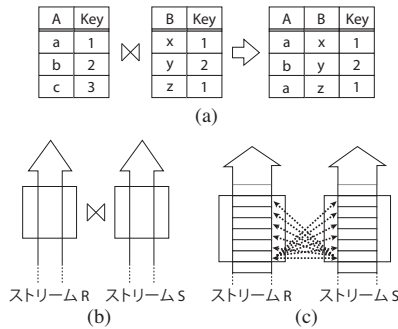 A Key B Key A B Key
a 1 x 1 a x 1
b 2 y 2 b y 2
c 3 z 1 a z 1
(a)
ストリーム R ストリーム S ストリーム R ストリーム S
(b) (c)